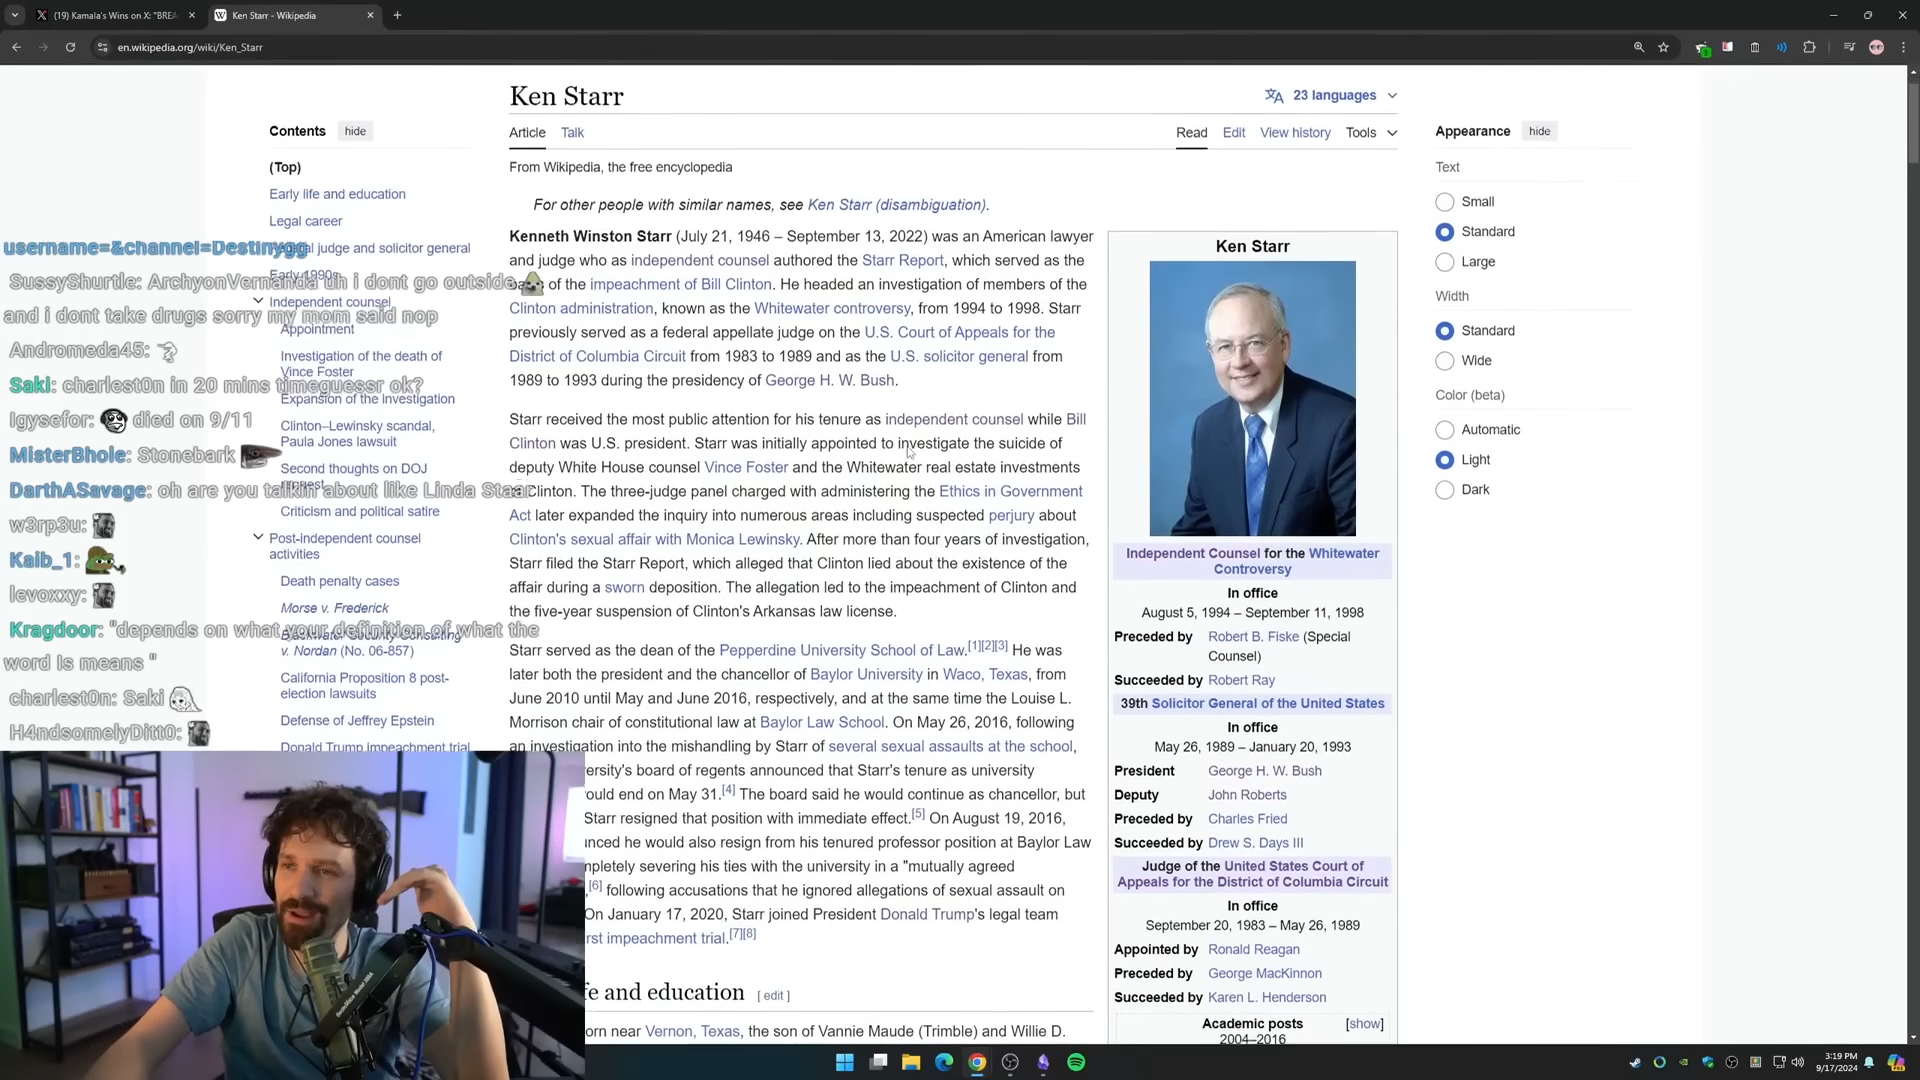 (19) Kamala's Wins on X: "BREA
Ken Starr - Wikipedia
en.wikipedia.org/wiki/Ken_Starr
Ken Starr
23 languages
Article
Talk
Read
Edit
View history
Tools
From Wikipedia, the free encyclopedia
Contents
hide
(Top)
Early life and education
Legal career
judge and solicitor general
Early 1990s
Independent counsel
Appointment
Investigation of the death of
Vince Foster
Expansion of the investigation
Clinton–Lewinsky scandal,
Paula Jones lawsuit
Second thoughts on DOJ
Criticism and political satire
Post-independent counsel
activities
Death penalty cases
Morse v. Frederick
Blackwater Security Consulting
v. Nordan (No. 06-857)
California Proposition 8 post-
election lawsuits
Defense of Jeffrey Epstein
Donald Trump impeachment trial
username=&channel=Destinygg
SussyShurtle: ArchyonVernanda uh i dont go outside
and i dont take drugs sorry my mom said nop
Andromeda45:
Saki: charlest0n in 20 mins timeguessr ok?
Igysefor: died on 9/11
MisterBhole: Stonebark
DarthASavage: oh are you talkin about like Linda Staar
w3rp3u:
Kaib_1:
levoxxy:
Kragdoor: "depends on what your definition of what the
word Is means "
charlest0n: Saki
H4ndsomelyDitt0:
For other people with similar names, see Ken Starr (disambiguation).
Kenneth Winston Starr (July 21, 1946 – September 13, 2022) was an American lawyer
and judge who as independent counsel authored the Starr Report, which served as the
of the impeachment of Bill Clinton. He headed an investigation of members of the
Clinton administration, known as the Whitewater controversy, from 1994 to 1998. Starr
previously served as a federal appellate judge on the U.S. Court of Appeals for the
District of Columbia Circuit from 1983 to 1989 and as the U.S. solicitor general from
1989 to 1993 during the presidency of George H. W. Bush.
Starr received the most public attention for his tenure as independent counsel while Bill
Clinton was U.S. president. Starr was initially appointed to investigate the suicide of
deputy White House counsel Vince Foster and the Whitewater real estate investments
Clinton. The three-judge panel charged with administering the Ethics in Government
Act later expanded the inquiry into numerous areas including suspected perjury about
Clinton's sexual affair with Monica Lewinsky. After more than four years of investigation,
Starr filed the Starr Report, which alleged that Clinton lied about the existence of the
affair during a sworn deposition. The allegation led to the impeachment of Clinton and
the five-year suspension of Clinton's Arkansas law license.
Starr served as the dean of the Pepperdine University School of Law.[1][2][3] He was
later both the president and the chancellor of Baylor University in Waco, Texas, from
June 2010 until May and June 2016, respectively, and at the same time the Louise L.
Morrison chair of constitutional law at Baylor Law School. On May 26, 2016, following
an investigation into the mishandling by Starr of several sexual assaults at the school,
ersity's board of regents announced that Starr's tenure as university
ould end on May 31.[4] The board said he would continue as chancellor, but
Starr resigned that position with immediate effect.[5] On August 19, 2016,
unced he would also resign from his tenured professor position at Baylor Law
mpletely severing his ties with the university in a "mutually agreed
[6] following accusations that he ignored allegations of sexual assault on
On January 17, 2020, Starr joined President Donald Trump's legal team
rst impeachment trial.[7][8]
fe and education [ edit ]
orn near Vernon, Texas, the son of Vannie Maude (Trimble) and Willie D.
Ken Starr
Independent Counsel for the Whitewater
Controversy
In office
August 5, 1994 – September 11, 1998
Preceded by Robert B. Fiske (Special
Counsel)
Succeeded by Robert Ray
39th Solicitor General of the United States
In office
May 26, 1989 – January 20, 1993
President George H. W. Bush
Deputy John Roberts
Preceded by Charles Fried
Succeeded by Drew S. Days III
Judge of the United States Court of
Appeals for the District of Columbia Circuit
In office
September 20, 1983 – May 26, 1989
Appointed by Ronald Reagan
Preceded by George MacKinnon
Succeeded by Karen L. Henderson
Academic posts [show]
2004–2016
Appearance
hide
Text
Small
Standard
Large
Width
Standard
Wide
Color (beta)
Automatic
Light
Dark
3:19 PM
9/17/2024